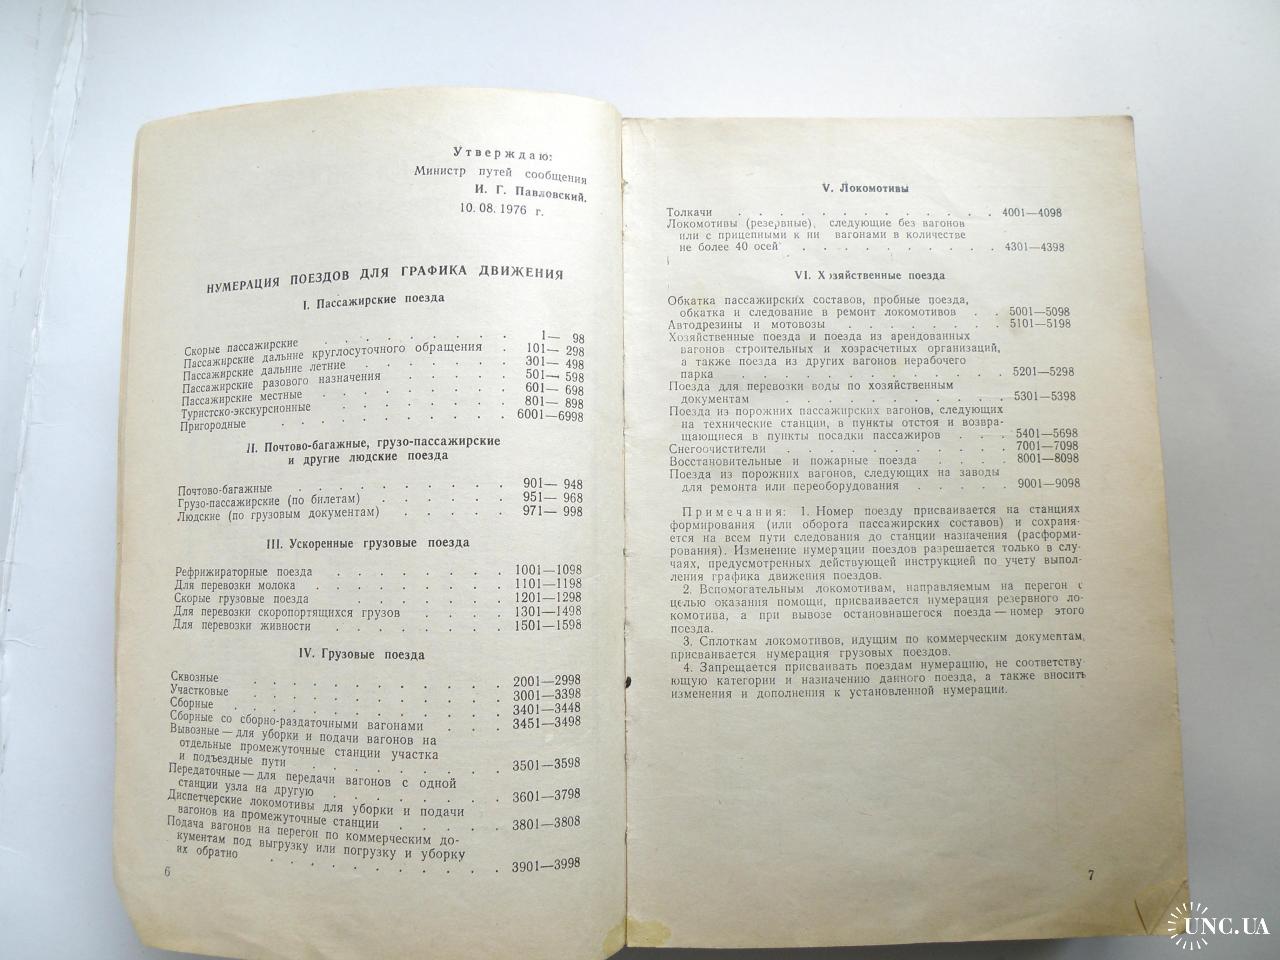 Утверждаю:
Министр путей сообщения
И. Г. Павловский.
10.08.1976 г.
НУМЕРАЦИЯ ПОЕЗДОВ ДЛЯ ГРАФИКА ДВИЖЕНИЯ
I. Пассажирские поезда
Скорые пассажирские . . . . . . . . 1— 98
Пассажирские дальние круглосуточного обращения . 101— 298
Пассажирские дальние летние . . . . . . 301— 498
Пассажирские разового назначения . . . . . 501— 598
Пассажирские местные . . . . . . . . 601— 698
Туристско-экскурсионные . . . . . . . 801— 898
Пригородные . . . . . . . . . 6001—6998
II. Почтово-багажные, грузо-пассажирские
и другие людские поезда
Почтово-багажные . . . . . . . . 901— 948
Грузо-пассажирские (по билетам) . . . . . . 951— 968
Людские (по грузовым документам) . . . . . 971— 998
III. Ускоренные грузовые поезда
Рефрижираторные поезда . . . . . . . 1001—1098
Для перевозки молока . . . . . . . . 1101—1198
Скорые грузовые поезда . . . . . . . 1201—1298
Для перевозки скоропортящихся грузов . . . . 1301—1498
Для перевозки живности . . . . . . . 1501—1598
IV. Грузовые поезда
Сквозные . . . . . . . . . . 2001—2998
Участковые . . . . . . . . . . 3001—3398
Сборные . . . . . . . . . . 3401—3448
Сборные со сборно-раздаточными вагонами . . . 3451—3498
Вывозные — для уборки и подачи вагонов на
отдельные промежуточные станции участка
и подъездные пути . . . . . . . . 3501—3598
Передаточные — для передачи вагонов с одной
станции узла на другую . . . . . . . 3601—3798
Диспетчерские локомотивы для уборки и подачи
вагонов на промежуточные станции . . . . . 3801—3808
Подача вагонов на перегон по коммерческим до-
кументам под выгрузку или погрузку и уборку
их обратно . . . . . . . . . 3901—3998
6
V. Локомотивы
Толкачи . . . . . . . . . . . . . 4001—4098
Локомотивы (резервные), следующие без вагонов
или с прицепными к ни вагонами в количестве
не более 40 осей . . . . . . . . . . 4301—4398
VI. Хозяйственные поезда
Обкатка пассажирских составов, пробные поезда,
обкатка и следование в ремонт локомотивов . . 5001—5098
Автодрезины и мотовозы . . . . . . . . 5101—5198
Хозяйственные поезда и поезда из арендованных
вагонов строительных и хозрасчетных организаций,
а также поезда из других вагонов нерабочего
парка . . . . . . . . . . . 5201—5298
Поезда для перевозки воды по хозяйственным
документам . . . . . . . . . . 5301—5398
Поезда из порожних пассажирских вагонов, следующих
на технические станции, в пункты отстоя и возвра-
щающиеся в пункты посадки пассажиров . . . 5401—5698
Снегоочистители . . . . . . . . . . 7001—7098
Восстановительные и пожарные поезда . . . . 8001—8098
Поезда из порожних вагонов, следующих на заводы
для ремонта или переоборудования . . . . . 9001—9098
Примечания: 1. Номер поезду присваивается на станциях
формирования (или оборота пассажирских составов) и сохраня-
ется на всем пути следования до станции назначения (расформи-
рования). Изменение нумерации поездов разрешается только в слу-
чаях, предусмотренных действующей инструкцией по учету выпол-
ления графика движения поездов.
2. Вспомогательным локомотивам, направляемым на перегон с
целью оказания помощи, присваивается нумерация резервного ло-
комотива, а при вывозе остановившегося поезда — номер этого
поезда.
3. Сплоткам локомотивов, идущим по коммерческим документам,
присваивается нумерация грузовых поездов.
4. Запрещается присваивать поездам нумерацию, не соответству-
ющую категории и назначению данного поезда, а также вносить
изменения и дополнения к установленной нумерации.
7
UNC.UA